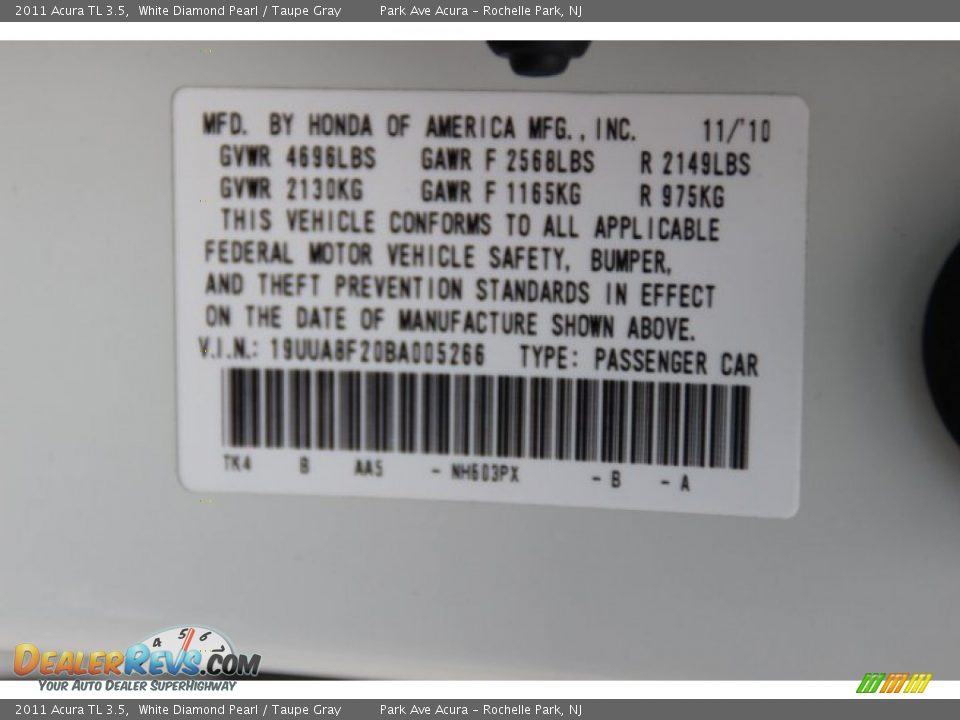 2011 Acura TL 3.5,  White Diamond Pearl / Taupe Gray  Park Ave Acura - Rochelle Park, NJ
MFD. BY HONDA OF AMERICA MFG., INC.  11/'10
GVWR 4696LBS  GAWR F 2568LBS  R 2149LBS
GVWR 2130KG  GAWR F 1165KG  R 975KG
THIS VEHICLE CONFORMS TO ALL APPLICABLE
FEDERAL MOTOR VEHICLE SAFETY, BUMPER,
AND THEFT PREVENTION STANDARDS IN EFFECT
ON THE DATE OF MANUFACTURE SHOWN ABOVE.
V.I.N.: 19UUA8F20BA005266  TYPE: PASSENGER CAR
TK4  B  AA5  - NH603PX  - B  - A
4 5 6 7
DEALERREVS.COM
YOUR AUTO DEALER SUPERHIGHWAY
2011 Acura TL 3.5,  White Diamond Pearl / Taupe Gray  Park Ave Acura - Rochelle Park, NJ